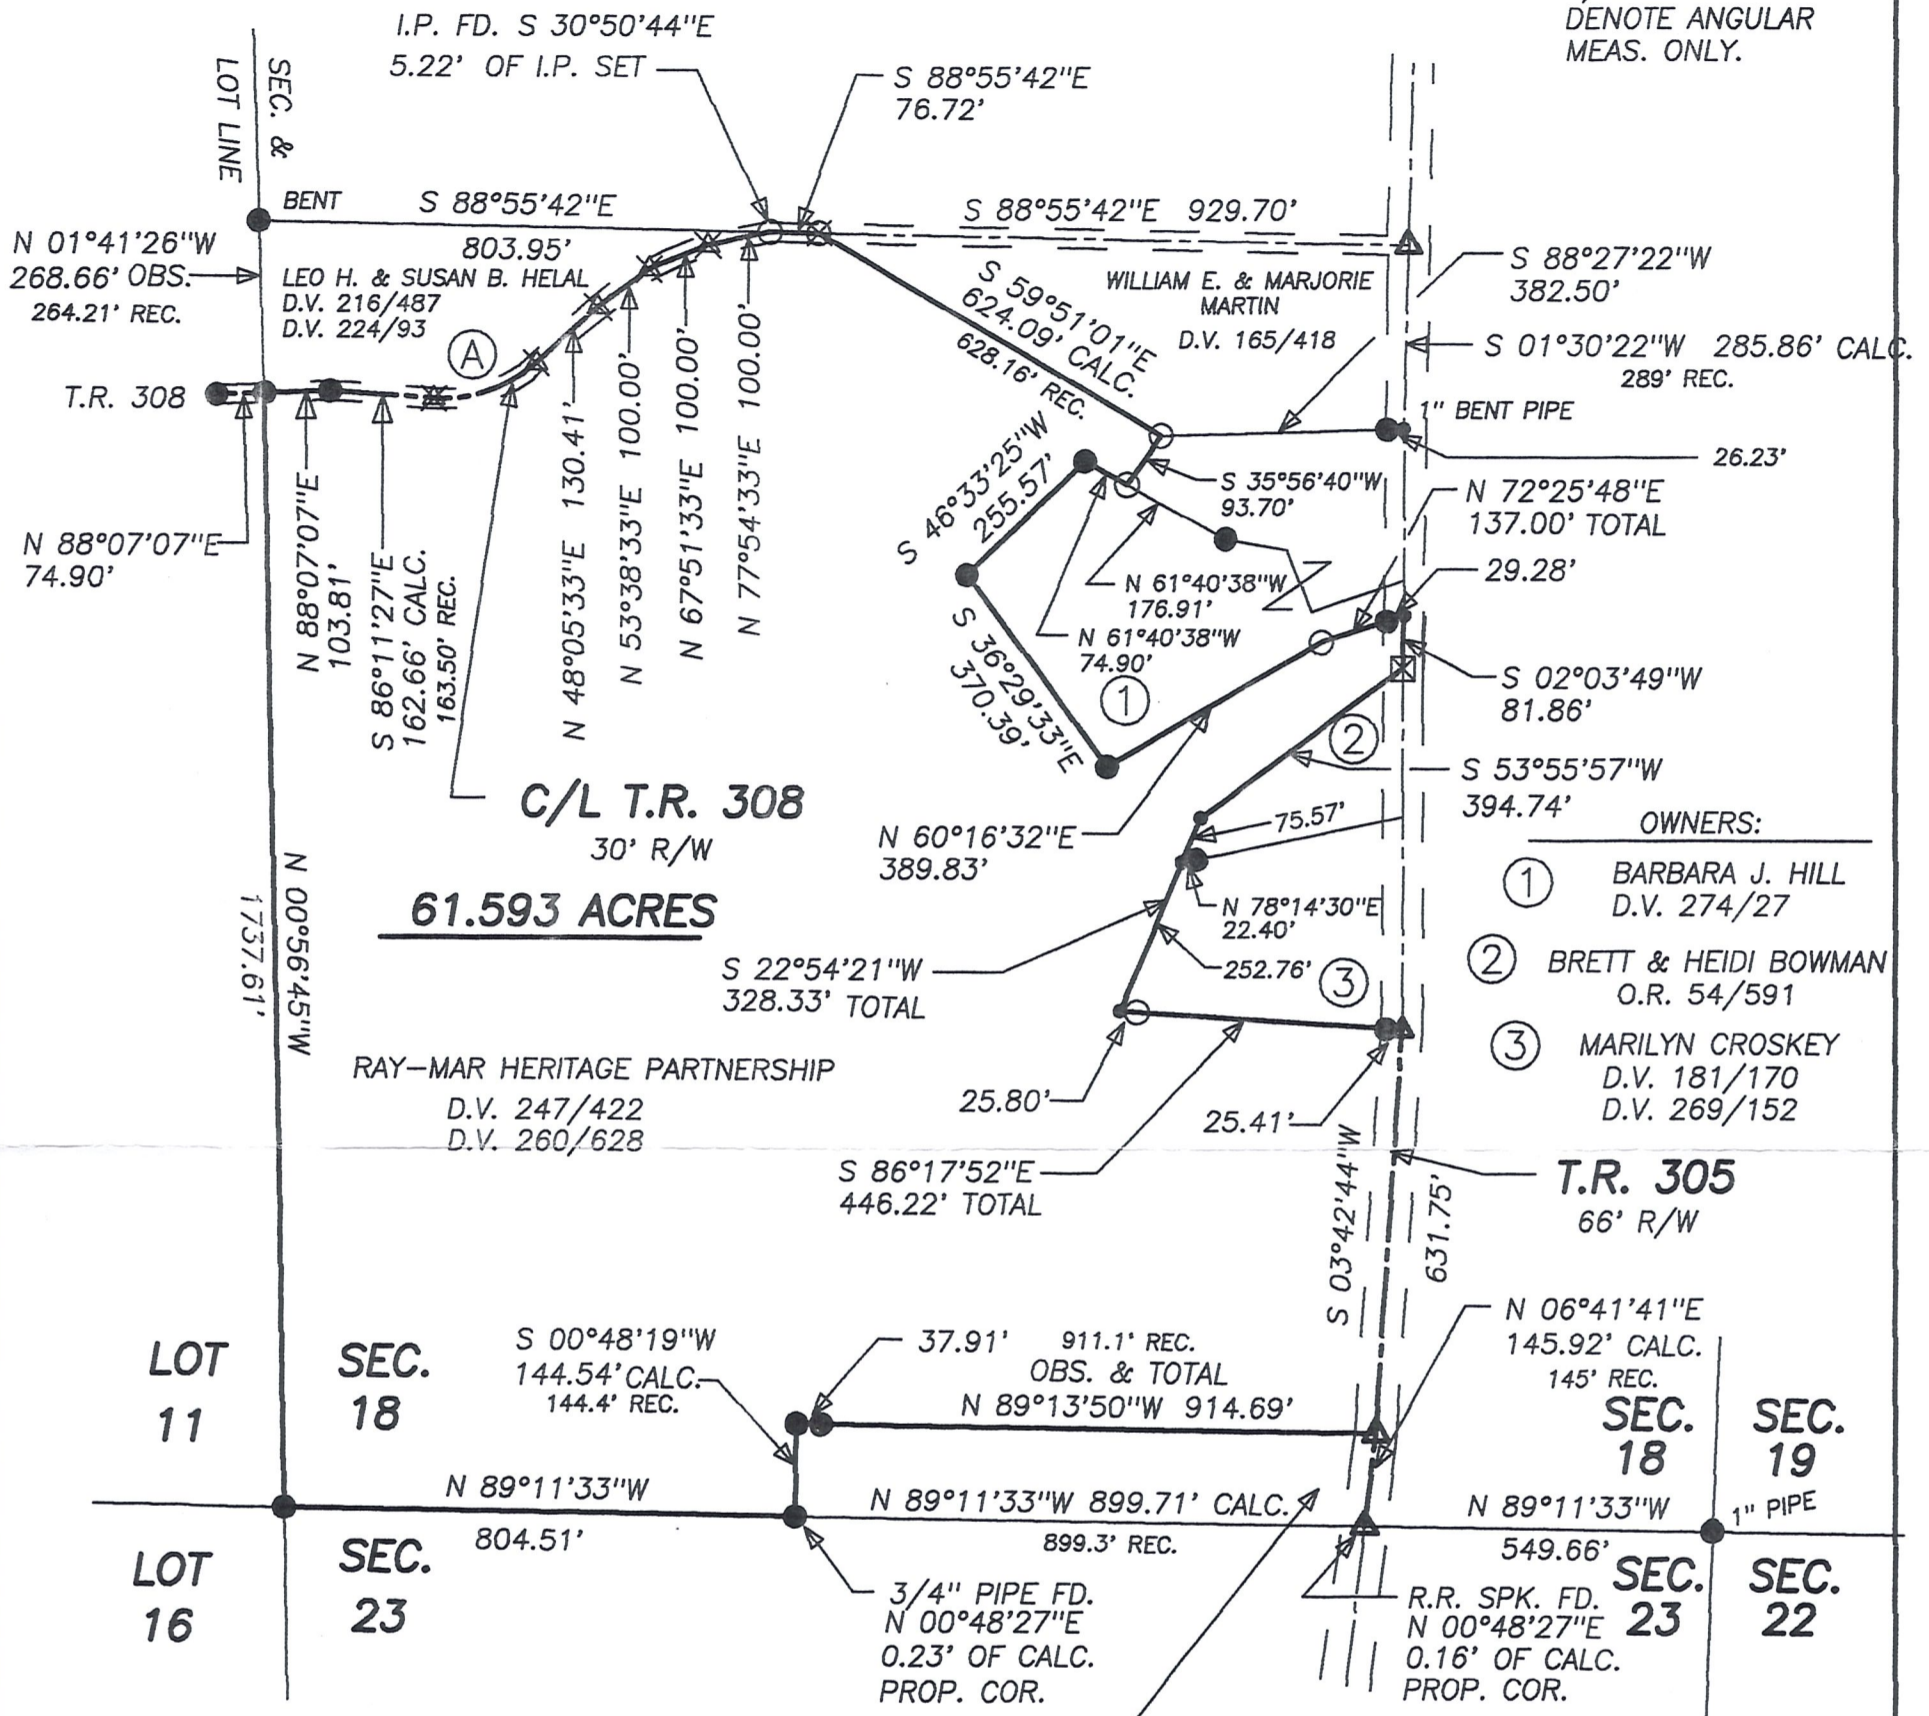 DENOTE ANGULAR
MEAS. ONLY.
I.P. FD. S 30°50'44"E
5.22' OF I.P. SET
S 88°55'42"E
76.72'
SEC. &
LOT LINE
BENT
S 88°55'42"E
803.95'
S 88°55'42"E 929.70'
N 01°41'26"W
268.66' OBS.
264.21' REC.
LEO H. & SUSAN B. HELAL
D.V. 216/487
D.V. 224/93
A
S 59°51'01"E
624.09' CALC.
628.16' REC.
WILLIAM E. & MARJORIE
MARTIN
D.V. 165/418
S 88°27'22"W
382.50'
S 01°30'22"W 285.86' CALC.
289' REC.
1" BENT PIPE
26.23'
T.R. 308
N 88°07'07"E
74.90'
N 88°07'07"E
103.81'
S 86°11'27"E
162.66' CALC.
163.50' REC.
N 48°05'33"E 130.41'
N 53°38'33"E 100.00'
N 67°51'33"E 100.00'
N 77°54'33"E 100.00'
S 46°33'25"W
255.57'
S 35°56'40"W
93.70'
N 72°25'48"E
137.00' TOTAL
29.28'
N 61°40'38"W
176.91'
N 61°40'38"W
74.90'
S 36°29'33"E
370.39'
1
S 02°03'49"W
81.86'
2
S 53°55'57"W
394.74'
C/L T.R. 308
30' R/W
61.593 ACRES
N 60°16'32"E
389.83'
75.57'
N 78°14'30"E
22.40'
S 22°54'21"W
328.33' TOTAL
252.76'
3
OWNERS:
1 BARBARA J. HILL
D.V. 274/27
2 BRETT & HEIDI BOWMAN
O.R. 54/591
3 MARILYN CROSKEY
D.V. 181/170
D.V. 269/152
N 00°56'45"W
1737.61'
RAY-MAR HERITAGE PARTNERSHIP
D.V. 247/422
D.V. 260/628
25.80'
25.41'
S 86°17'52"E
446.22' TOTAL
T.R. 305
66' R/W
S 03°42'44"W
631.75'
N 06°41'41"E
145.92' CALC.
145' REC.
S 00°48'19"W
144.54' CALC.
144.4' REC.
37.91'
911.1' REC.
OBS. & TOTAL
N 89°13'50"W 914.69'
LOT
11
SEC.
18
SEC.
18
SEC.
19
N 89°11'33"W
804.51'
N 89°11'33"W 899.71' CALC.
899.3' REC.
N 89°11'33"W
549.66'
1" PIPE
LOT
16
SEC.
23
3/4" PIPE FD.
N 00°48'27"E
0.23' OF CALC.
PROP. COR.
R.R. SPK. FD.
N 00°48'27"E
0.16' OF CALC.
PROP. COR.
SEC.
23
SEC.
22